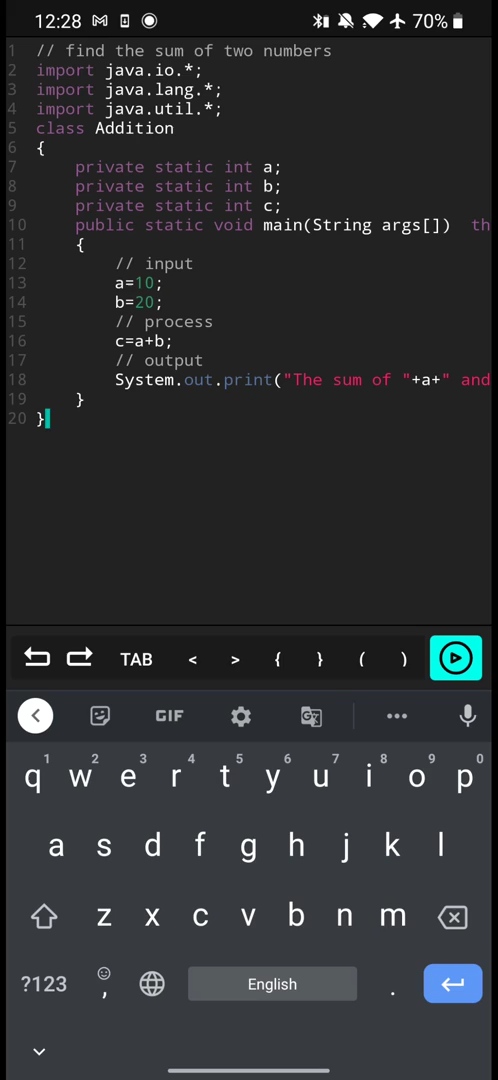 12:28 70%
1 // find the sum of two numbers
2 import java.io.*;
3 import java.lang.*;
4 import java.util.*;
5 class Addition
6 {
7 private static int a;
8 private static int b;
9 private static int c;
10 public static void main(String args[]) th
11 {
12 // input
13 a=10;
14 b=20;
15 // process
16 c=a+b;
17 // output
18 System.out.print("The sum of "+a+" and
19 }
20 }
TAB < > { } ( )
GIF
1 2 3 4 5 6 7 8 9 0
q w e r t y u i o p
a s d f g h j k l
z x c v b n m
?123 , English .